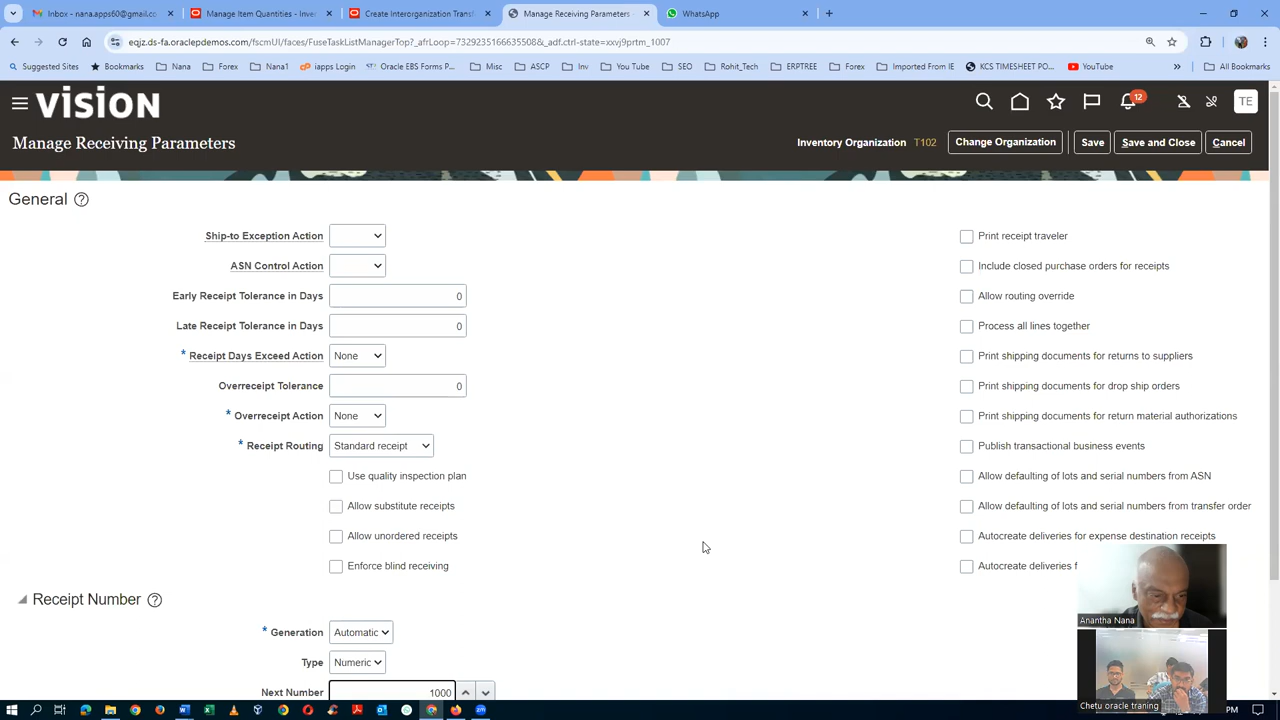 Inbox - nana.apps60@gmail.co
Manage Item Quantities - Inven
Create Interorganization Transf
Manage Receiving Parameters -
WhatsApp
eqjz.ds-fa.oraclepdemos.com/fscmUI/faces/FuseTaskListManagerTop?_afrLoop=7329235166635508&_adf.ctrl-state=xxvj9prtm_1007
Suggested Sites
Bookmarks
Nana
Forex
Nana1
iapps Login
Oracle EBS Forms P...
Misc
ASCP
Inv
You Tube
SEO
Rohit_Tech
ERPTREE
Forex
Imported From IE
KCS TIMESHEET PO...
YouTube
All Bookmarks
VISION
12
TE
Manage Receiving Parameters
Inventory Organization T102
Change Organization
Save
Save and Close
Cancel
General
Ship-to Exception Action
ASN Control Action
Early Receipt Tolerance in Days 0
Late Receipt Tolerance in Days 0
* Receipt Days Exceed Action None
Overreceipt Tolerance 0
* Overreceipt Action None
* Receipt Routing Standard receipt
Use quality inspection plan
Allow substitute receipts
Allow unordered receipts
Enforce blind receiving
Print receipt traveler
Include closed purchase orders for receipts
Allow routing override
Process all lines together
Print shipping documents for returns to suppliers
Print shipping documents for drop ship orders
Print shipping documents for return material authorizations
Publish transactional business events
Allow defaulting of lots and serial numbers from ASN
Allow defaulting of lots and serial numbers from transfer order
Autocreate deliveries for expense destination receipts
Autocreate deliveries f
Receipt Number
* Generation Automatic
Type Numeric
Next Number 1000
Anantha Nana
Chetu oracle traning
PM